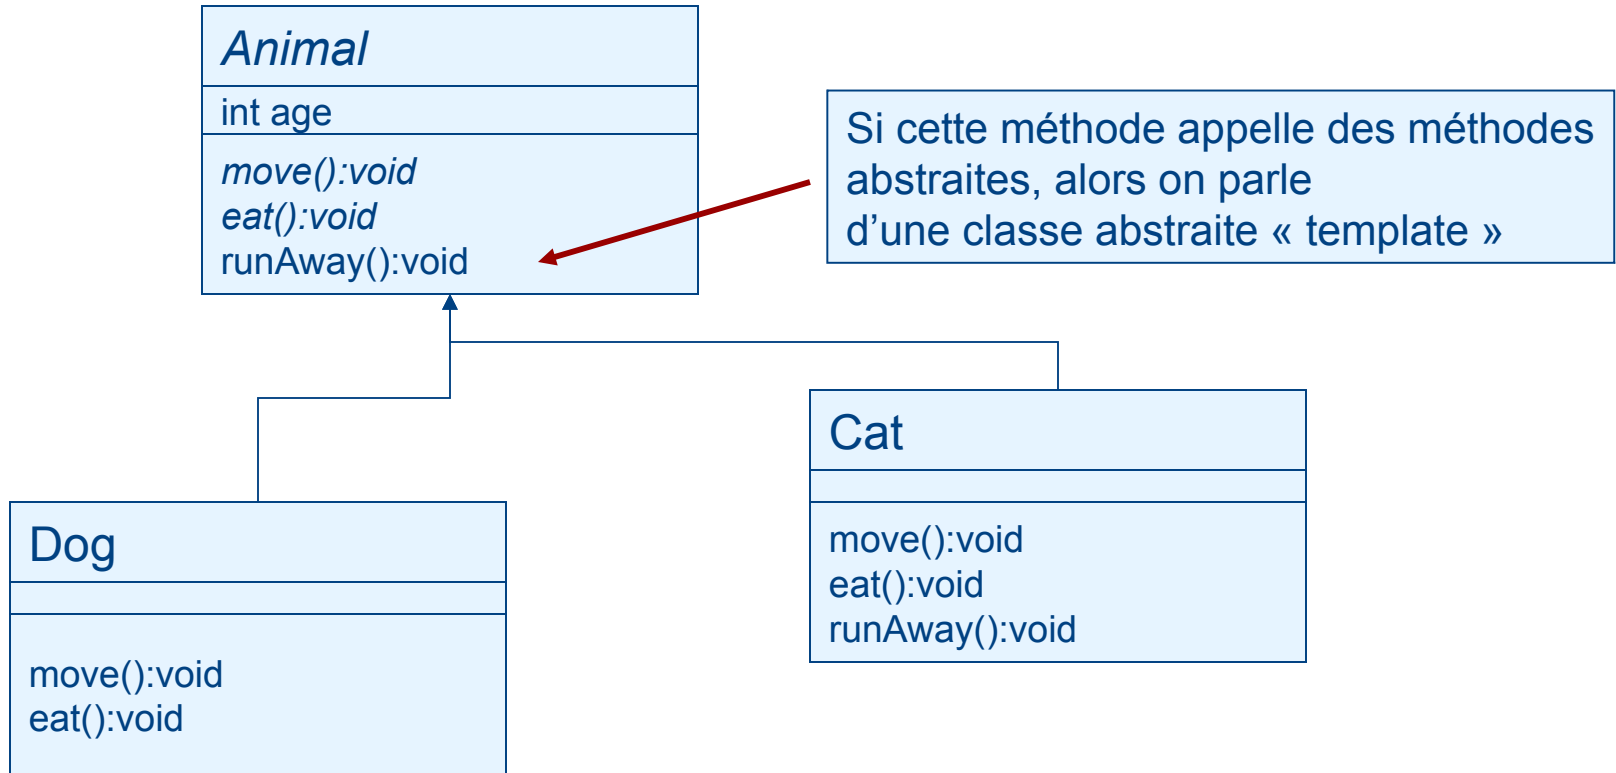 Animal
int age
move():void
eat():void
runAway():void
Si cette méthode appelle des méthodes
abstraites, alors on parle
d’une classe abstraite « template »
Cat
move():void
eat():void
runAway():void
Dog
move():void
eat():void